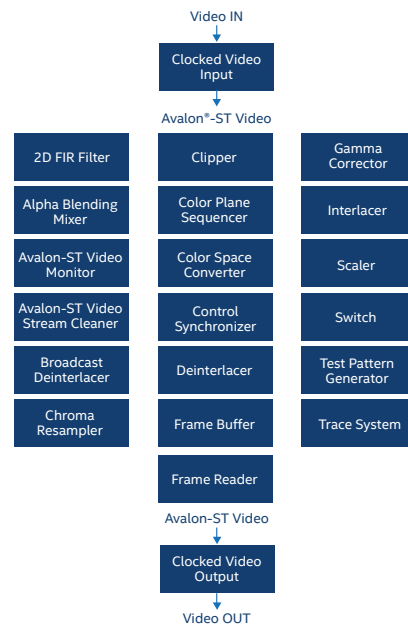 Video IN
Clocked Video
Input
Avalon®-ST Video
2D FIR Filter
Clipper
Gamma
Corrector
Alpha Blending
Mixer
Color Plane
Sequencer
Interlacer
Avalon-ST Video
Monitor
Color Space
Converter
Scaler
Avalon-ST Video
Stream Cleaner
Control
Synchronizer
Switch
Broadcast
Deinterlacer
Deinterlacer
Test Pattern
Generator
Chroma
Resampler
Frame Buffer
Trace System
Frame Reader
Avalon-ST Video
Clocked Video
Output
Video OUT